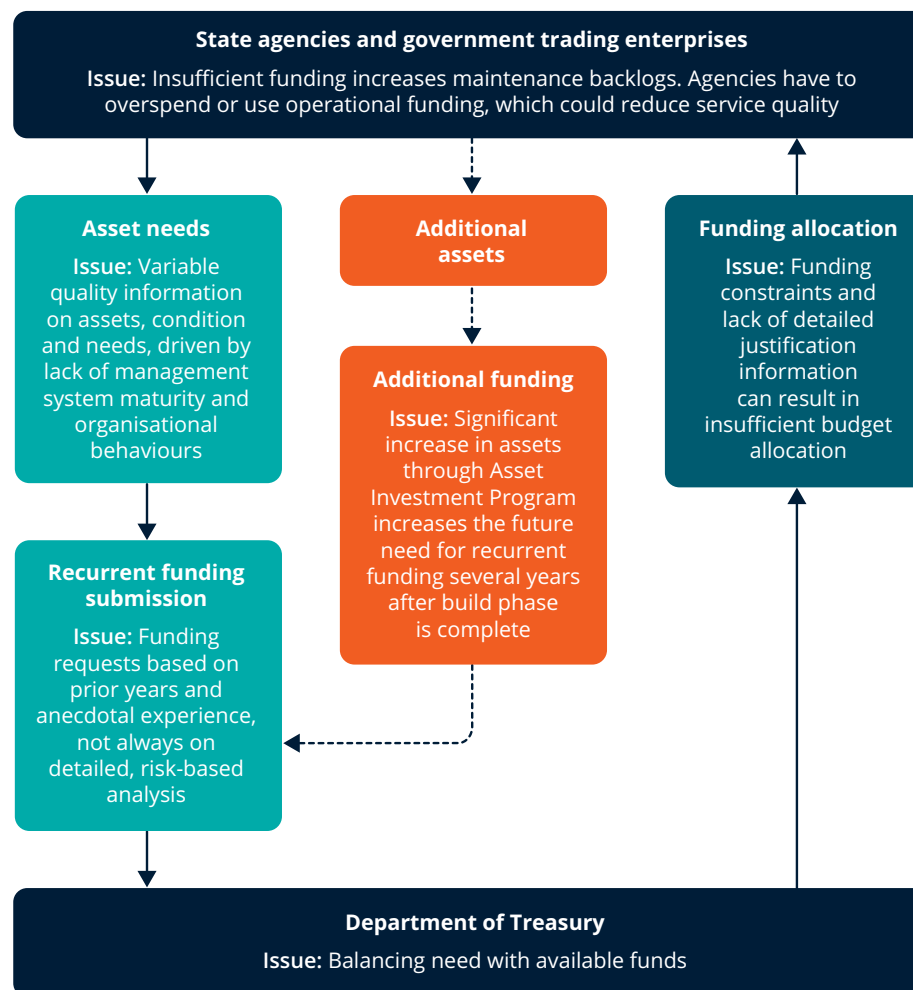 State agencies and government trading enterprises
Issue: Insufficient funding increases maintenance backlogs. Agencies have to
overspend or use operational funding, which could reduce service quality
Asset needs
Issue: Variable
quality information
on assets, condition
and needs, driven by
lack of management
system maturity and
organisational
behaviours
Recurrent funding
submission
Issue: Funding
requests based on
prior years and
anecdotal experience,
not always on
detailed, risk-based
analysis
Additional
assets
Additional funding
Issue: Significant
increase in assets
through Asset
Investment Program
increases the future
need for recurrent
funding several years
after build phase
is complete
Funding allocation
Issue: Funding
constraints and
lack of detailed
justification
information
can result in
insufficient budget
allocation
Department of Treasury
Issue: Balancing need with available funds